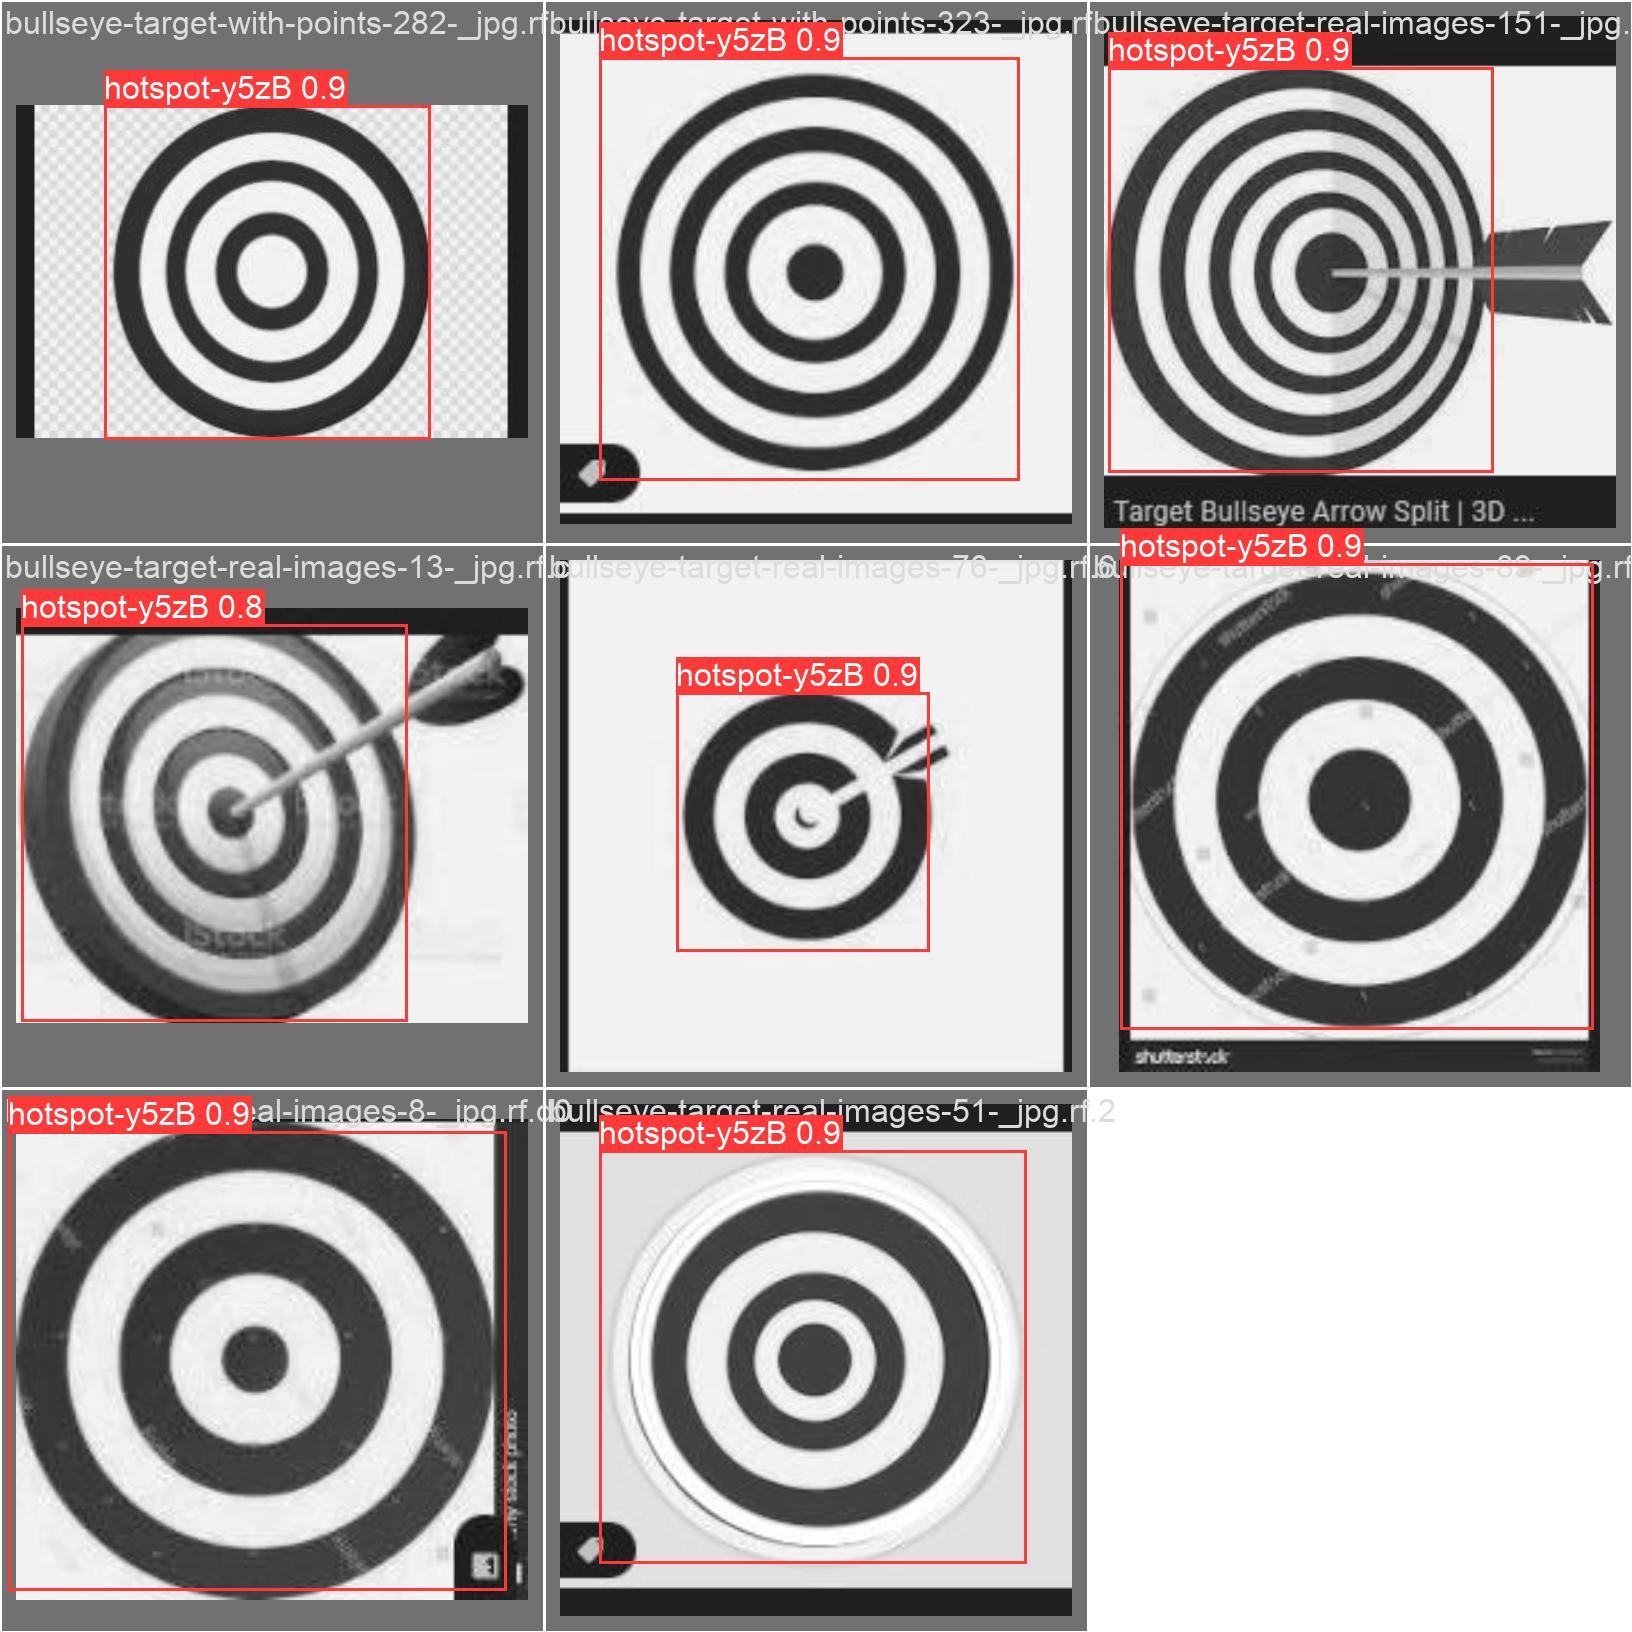 bullseye-target-with-points-282-_jpg.rf
bullseye-target-with-points-323-_jpg.rf
bullseye-target-real-images-151-_jpg.
hotspot-y5zB 0.9
hotspot-y5zB 0.9
hotspot-y5zB 0.9
Target Bullseye Arrow Split | 3D ...
bullseye-target-real-images-13-_jpg.rf.
bullseye-target-real-images-76-_jpg.rf.
bullseye-target-real-images-89-_jpg.rf
hotspot-y5zB 0.8
hotspot-y5zB 0.9
hotspot-y5zB 0.9
iStock
shutterstock
eal-images-8-_jpg.rf.
bullseye-target-real-images-51-_jpg.rf.2
hotspot-y5zB 0.9
hotspot-y5zB 0.9